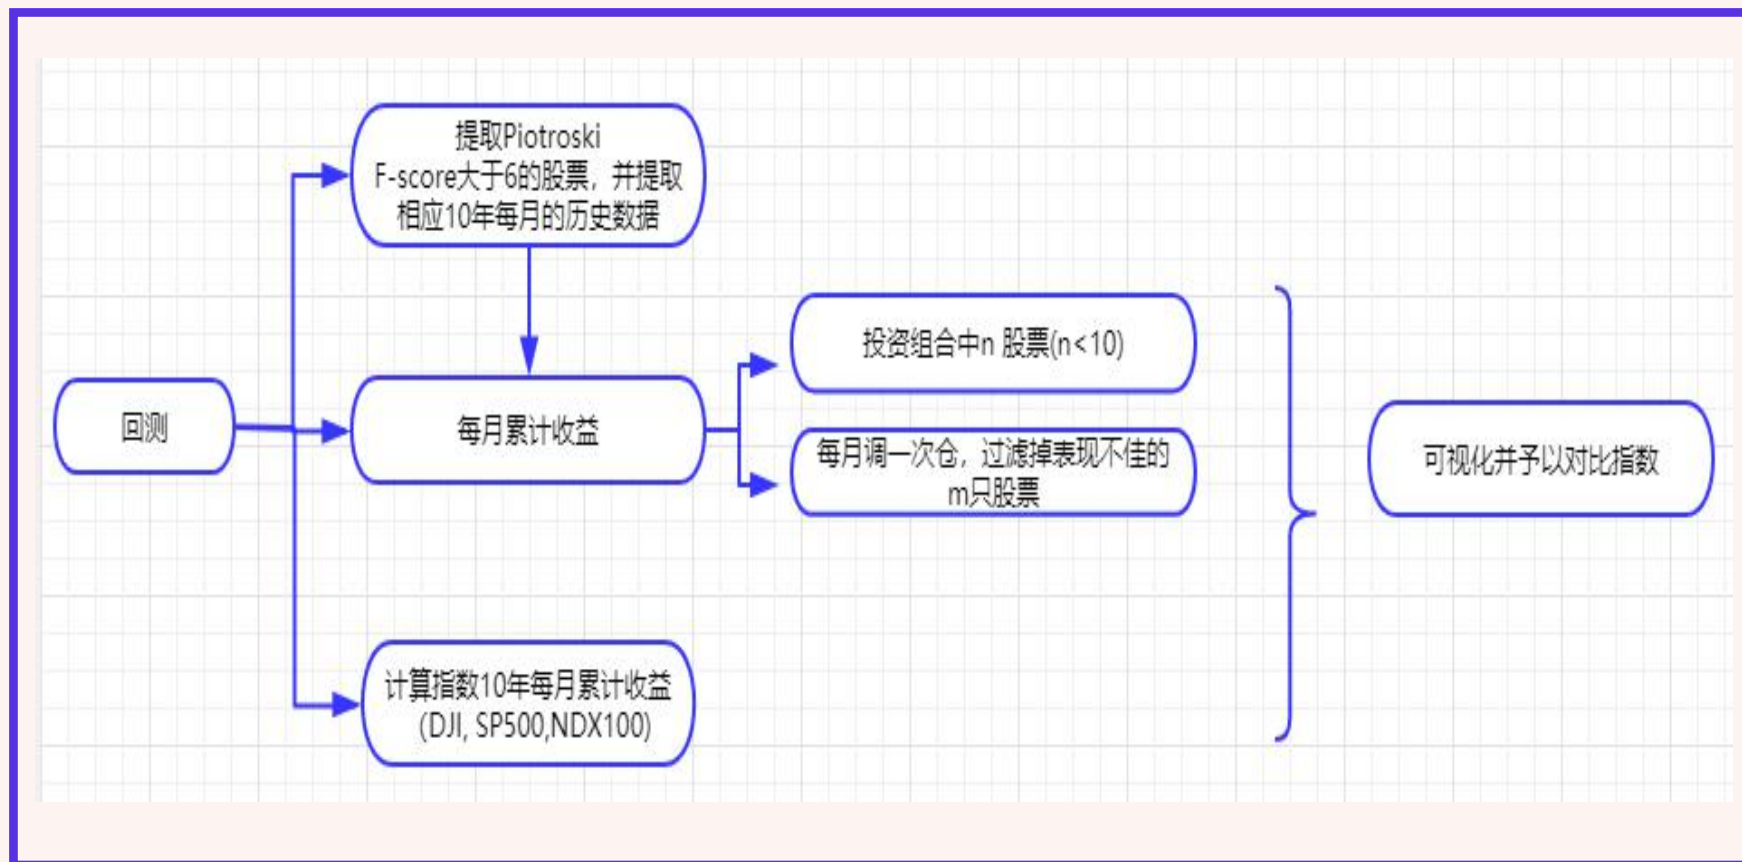 提取Piotroski
F-score大于6的股票，并提取
相应10年每月的历史数据
投资组合中n 股票(n<10)
回测
每月累计收益
每月调一次仓，过滤掉表现不佳的
m只股票
可视化并予以对比指数
计算指数10年每月累计收益
（DJI, SP500,NDX100)